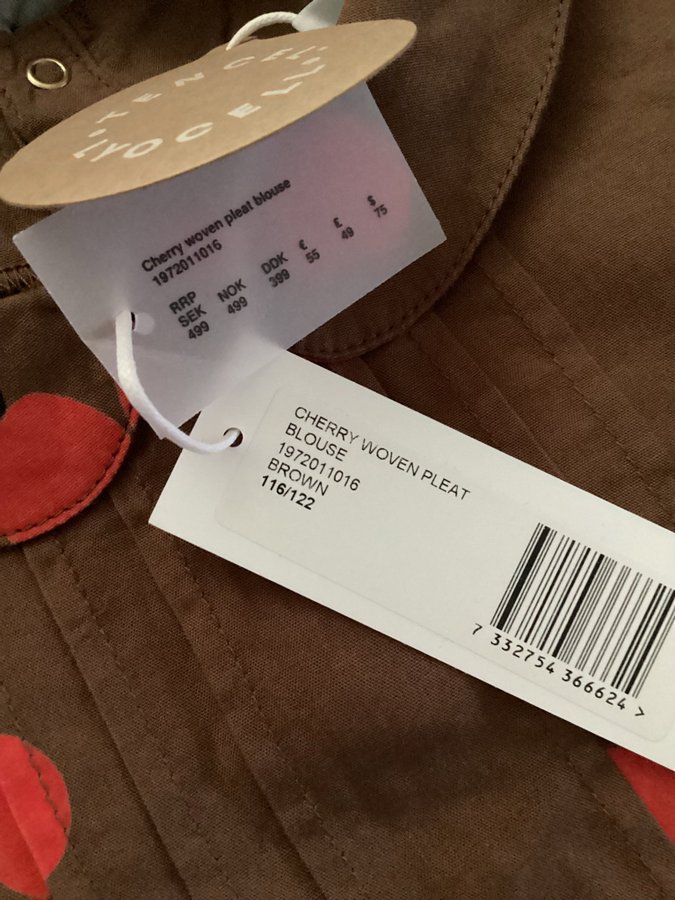 "TENCEL"
"LYOCELL"
Cherry woven pleat blouse
1972011016
RRP
SEK NOK DDK £ £ $
499 499 399 55 49 75
CHERRY WOVEN PLEAT
BLOUSE
1972011016
BROWN
116/122
7 332754 366624 >